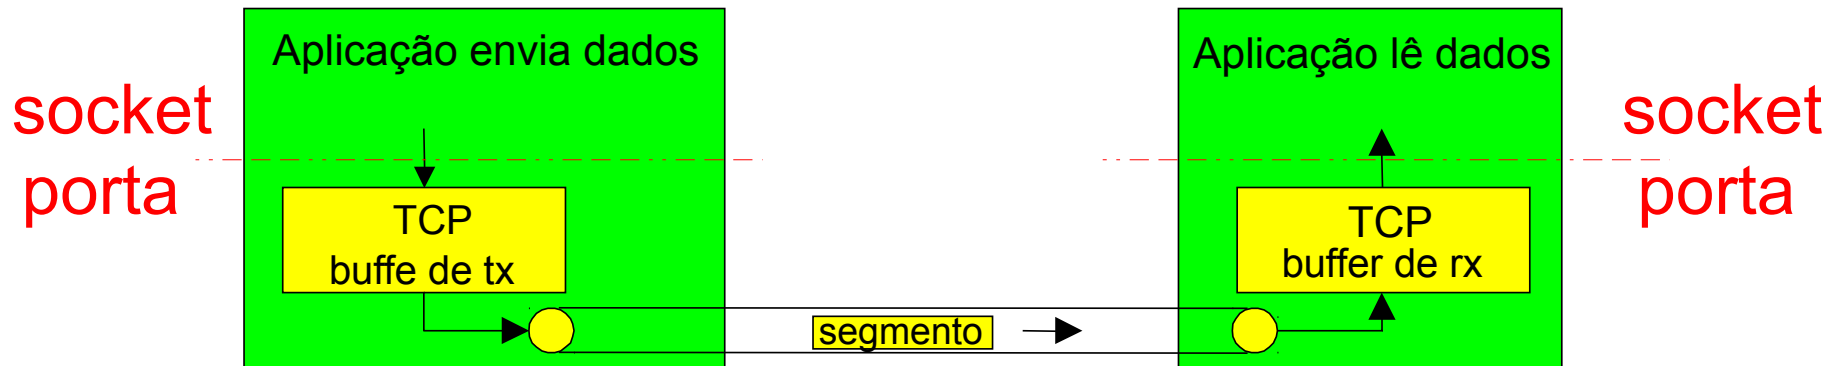 socket
porta
Aplicação envia dados
TCP
buffe de tx
segmento
Aplicação lê dados
TCP
buffer de rx
socket
porta